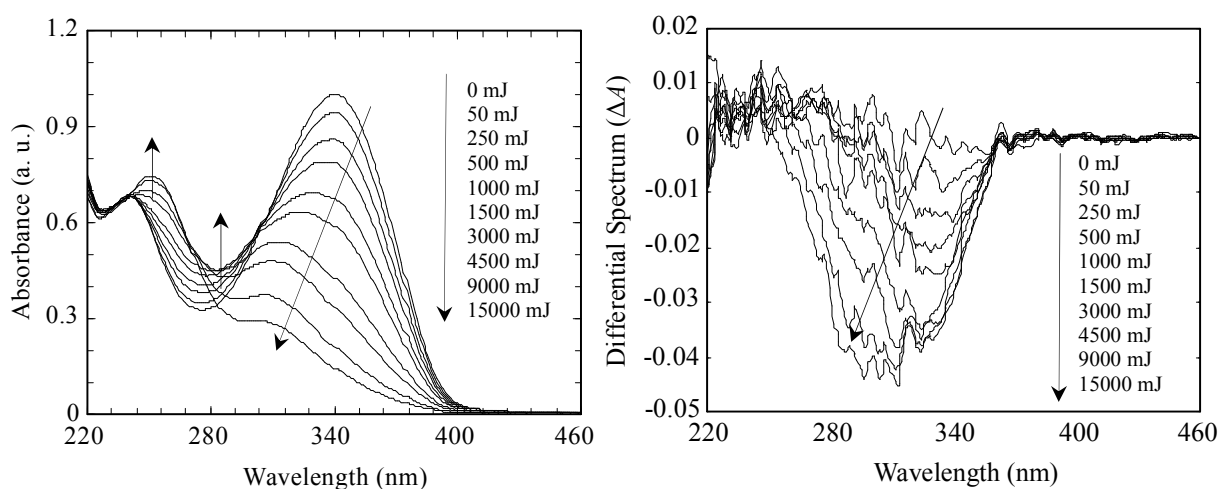 1.2
0.9
0.6
0.3
0
Absorbance (a. u.)
220
280
340
400
460
Wavelength (nm)
0 mJ
50 mJ
250 mJ
500 mJ
1000 mJ
1500 mJ
3000 mJ
4500 mJ
9000 mJ
15000 mJ
0.02
0.01
0
-0.01
-0.02
-0.03
-0.04
-0.05
Differential Spectrum (ΔA)
220
280
340
400
460
Wavelength (nm)
0 mJ
50 mJ
250 mJ
500 mJ
1000 mJ
1500 mJ
3000 mJ
4500 mJ
9000 mJ
15000 mJ